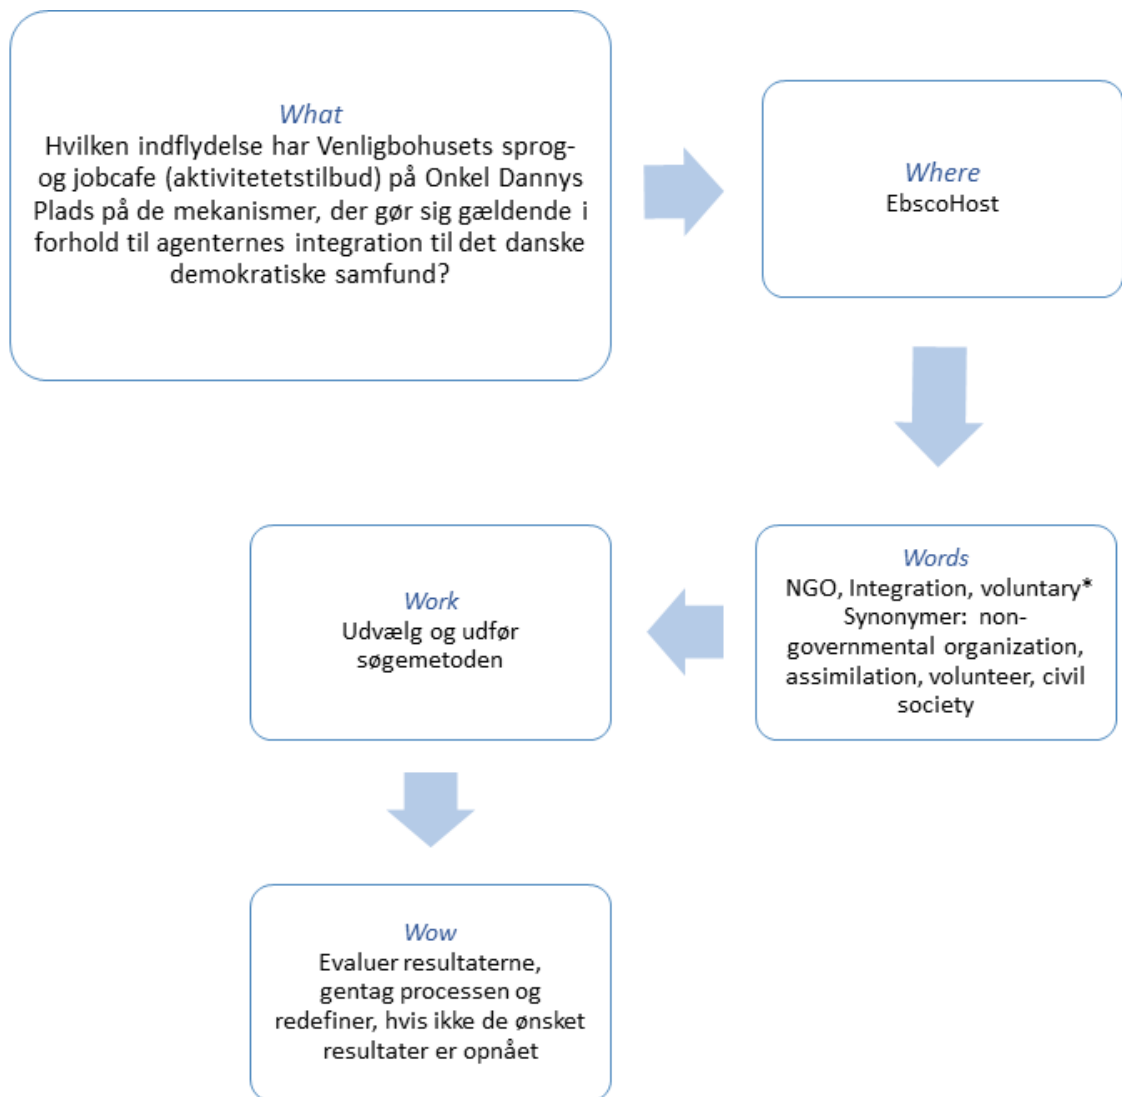 What
Hvilken indflydelse har Venligbohusets sprog-
og jobcafe (aktivitetetstilbud) på Onkel Dannys
Plads på de mekanismer, der gør sig gældende i
forhold til agenternes integration til det danske
demokratiske samfund?
Where
EbscoHost
Words
NGO, Integration, voluntary*
Synonymer: non-
governmental organization,
assimilation, volunteer, civil
society
Work
Udvælg og udfør
søgemetoden
Wow
Evaluer resultaterne,
gentag processen og
redefiner, hvis ikke de ønsket
resultater er opnået